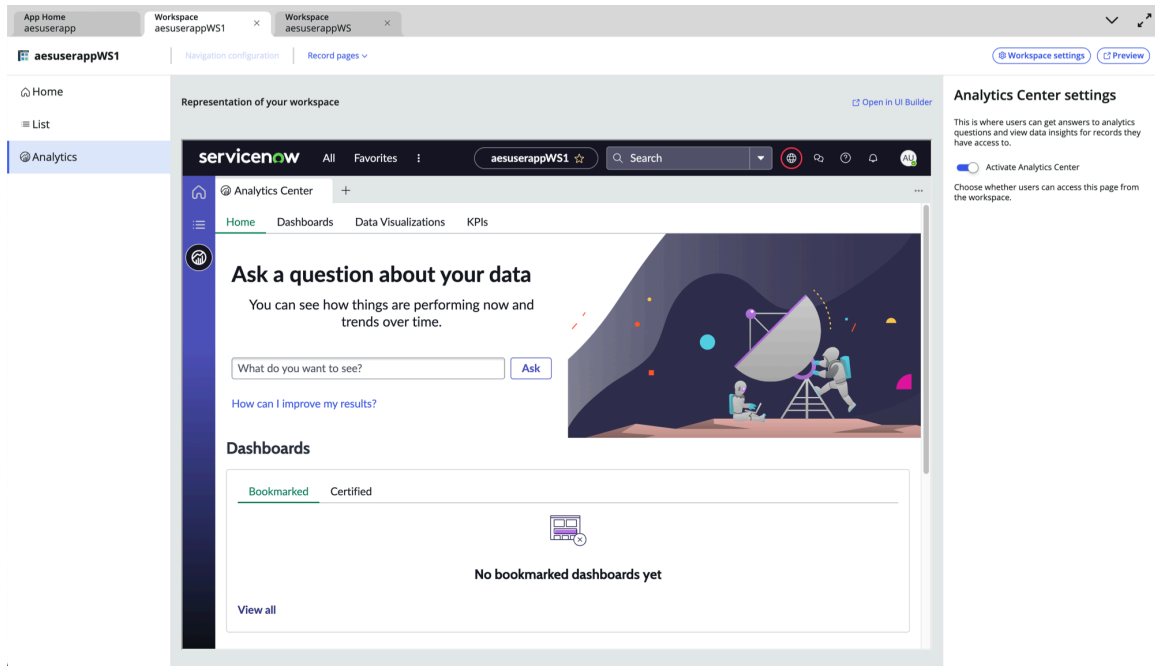 App Home
aesuserapp
Workspace
aesuserappWS1
Workspace
aesuserappWS
aesuserappWS1
Navigation configuration
Record pages
Workspace settings
Preview
Home
List
Analytics
Representation of your workspace
Open in UI Builder
servicenow
All
Favorites
aesuserappWS1
Search
AU
Analytics Center
Home
Dashboards
Data Visualizations
KPIs
Ask a question about your data
You can see how things are performing now and
trends over time.
What do you want to see?
Ask
How can I improve my results?
Dashboards
Bookmarked
Certified
No bookmarked dashboards yet
View all
Analytics Center settings
This is where users can get answers to analytics
questions and view data insights for records they
have access to.
Activate Analytics Center
Choose whether users can access this page from
the workspace.